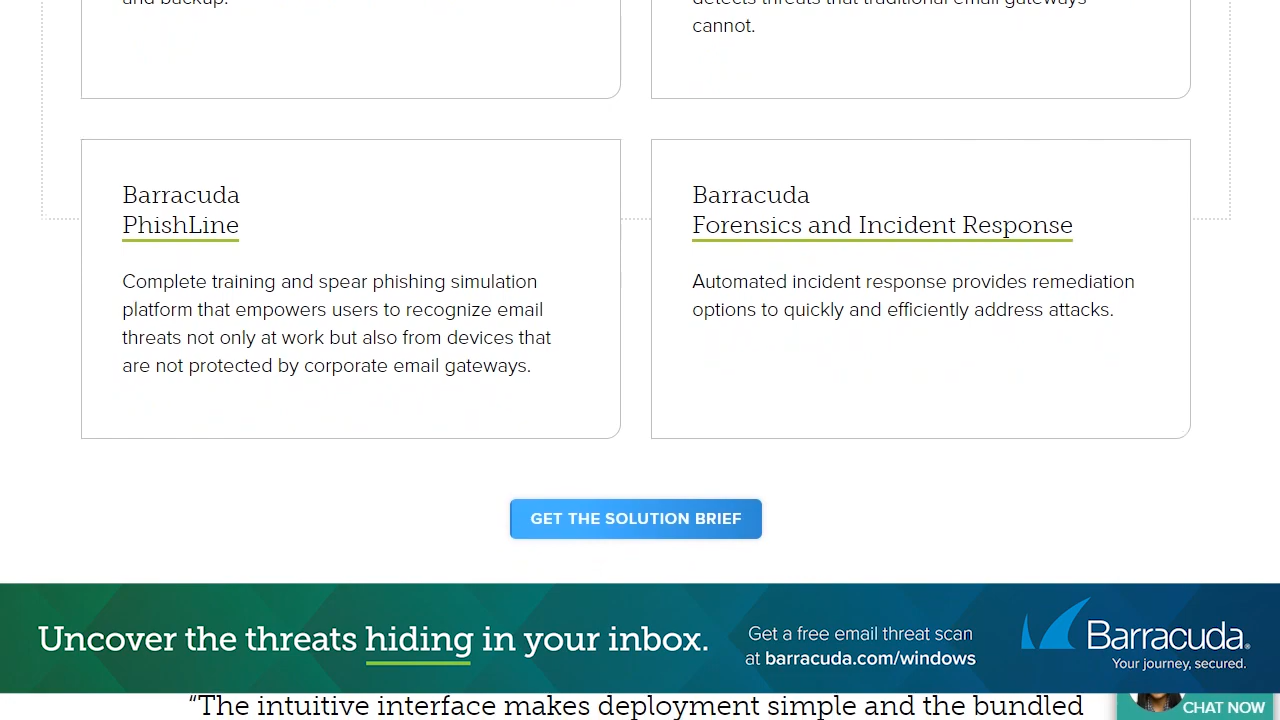 and backup.
detects threats that traditional email gateways
cannot.
Barracuda
PhishLine
Complete training and spear phishing simulation
platform that empowers users to recognize email
threats not only at work but also from devices that
are not protected by corporate email gateways.
Barracuda
Forensics and Incident Response
Automated incident response provides remediation
options to quickly and efficiently address attacks.
GET THE SOLUTION BRIEF
Uncover the threats hiding in your inbox.
Get a free email threat scan
at barracuda.com/windows
Barracuda®
Your journey, secured.
“The intuitive interface makes deployment simple and the bundled
CHAT NOW